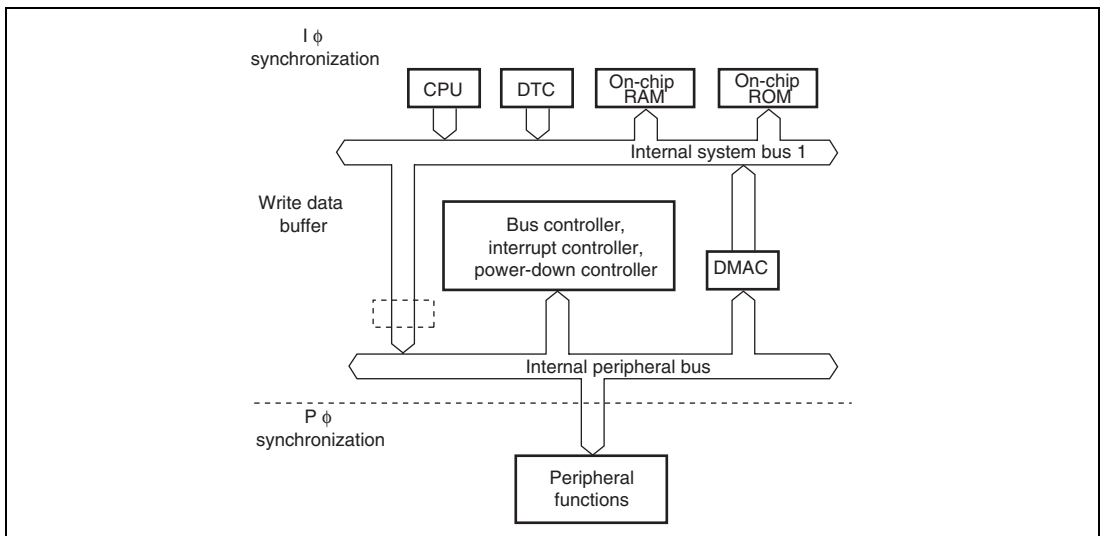 I φ
synchronization
CPU
DTC
On-chip
RAM
On-chip
ROM
Internal system bus 1
Write data
buffer
Bus controller,
interrupt controller,
power-down controller
DMAC
Internal peripheral bus
P φ
synchronization
Peripheral
functions